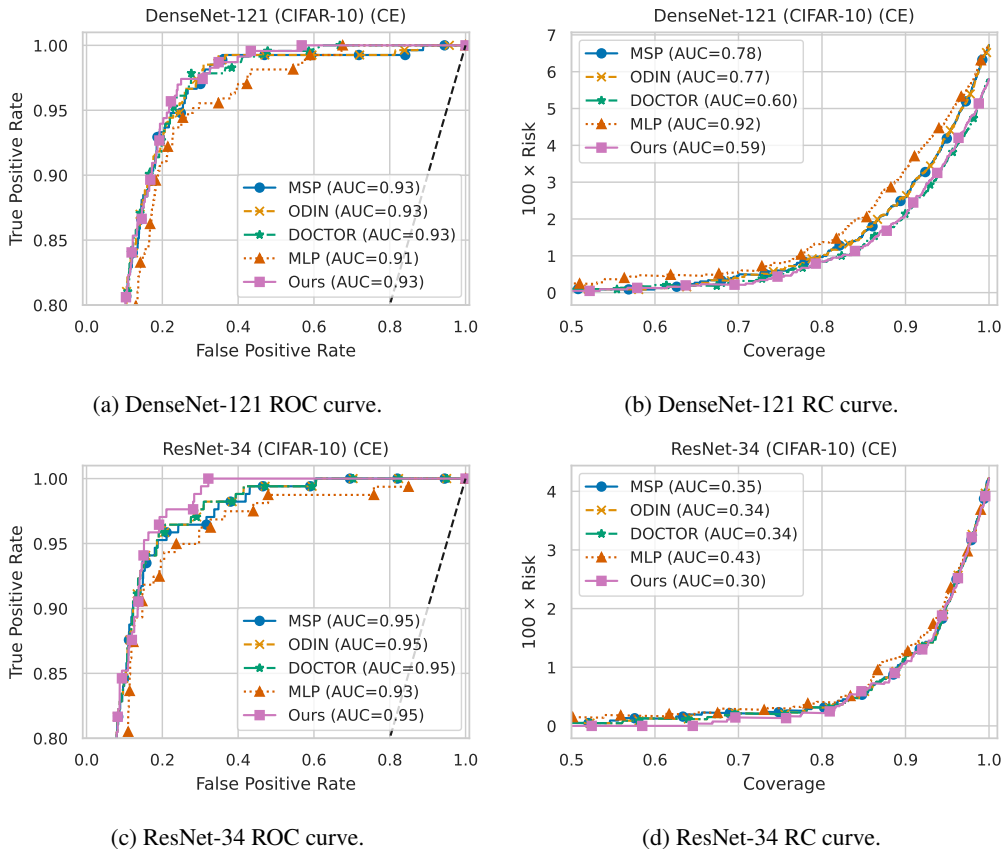 DenseNet-121 (CIFAR-10) (CE)
True Positive Rate
1.00
0.95
0.90
0.85
0.80
MSP (AUC=0.93)
ODIN (AUC=0.93)
DOCTOR (AUC=0.93)
MLP (AUC=0.91)
Ours (AUC=0.93)
0.0 0.2 0.4 0.6 0.8 1.0
False Positive Rate
(a) DenseNet-121 ROC curve.
DenseNet-121 (CIFAR-10) (CE)
100 × Risk
7
6
5
4
3
2
1
0
MSP (AUC=0.78)
ODIN (AUC=0.77)
DOCTOR (AUC=0.60)
MLP (AUC=0.92)
Ours (AUC=0.59)
0.5 0.6 0.7 0.8 0.9 1.0
Coverage
(b) DenseNet-121 RC curve.
ResNet-34 (CIFAR-10) (CE)
True Positive Rate
1.00
0.95
0.90
0.85
0.80
MSP (AUC=0.95)
ODIN (AUC=0.95)
DOCTOR (AUC=0.95)
MLP (AUC=0.93)
Ours (AUC=0.95)
0.0 0.2 0.4 0.6 0.8 1.0
False Positive Rate
(c) ResNet-34 ROC curve.
ResNet-34 (CIFAR-10) (CE)
100 × Risk
4
3
2
1
0
MSP (AUC=0.35)
ODIN (AUC=0.34)
DOCTOR (AUC=0.34)
MLP (AUC=0.43)
Ours (AUC=0.30)
0.5 0.6 0.7 0.8 0.9 1.0
Coverage
(d) ResNet-34 RC curve.